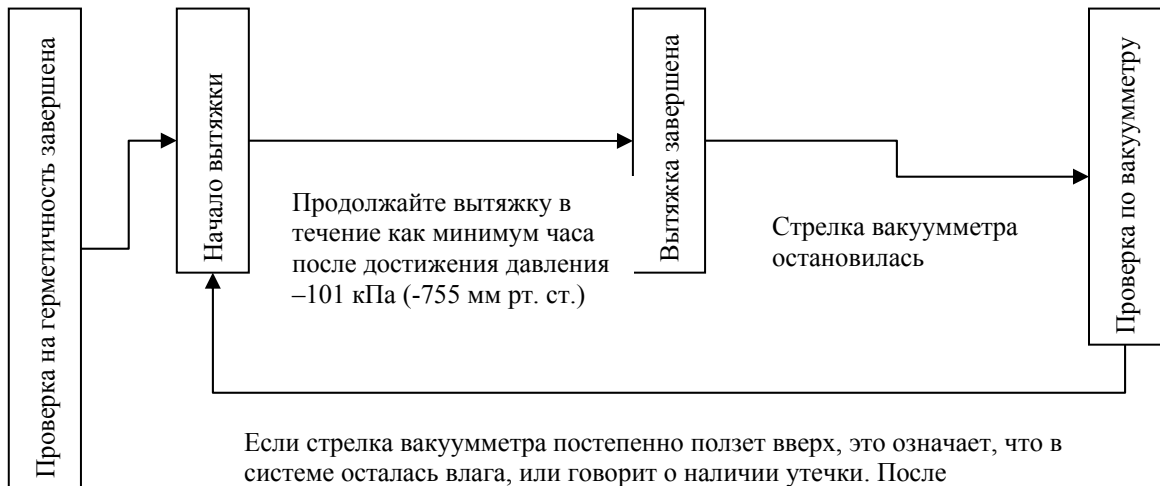 Проверка на герметичность завершена
Начало вытяжки
Продолжайте вытяжку в
течение как минимум часа
после достижения давления
–101 кПа (-755 мм рт. ст.)
Вытяжка завершена
Стрелка вакуумметра
остановилась
Проверка по вакуумметру
Если стрелка вакуумметра постепенно ползет вверх, это означает, что в
системе осталась влага, или говорит о наличии утечки. После